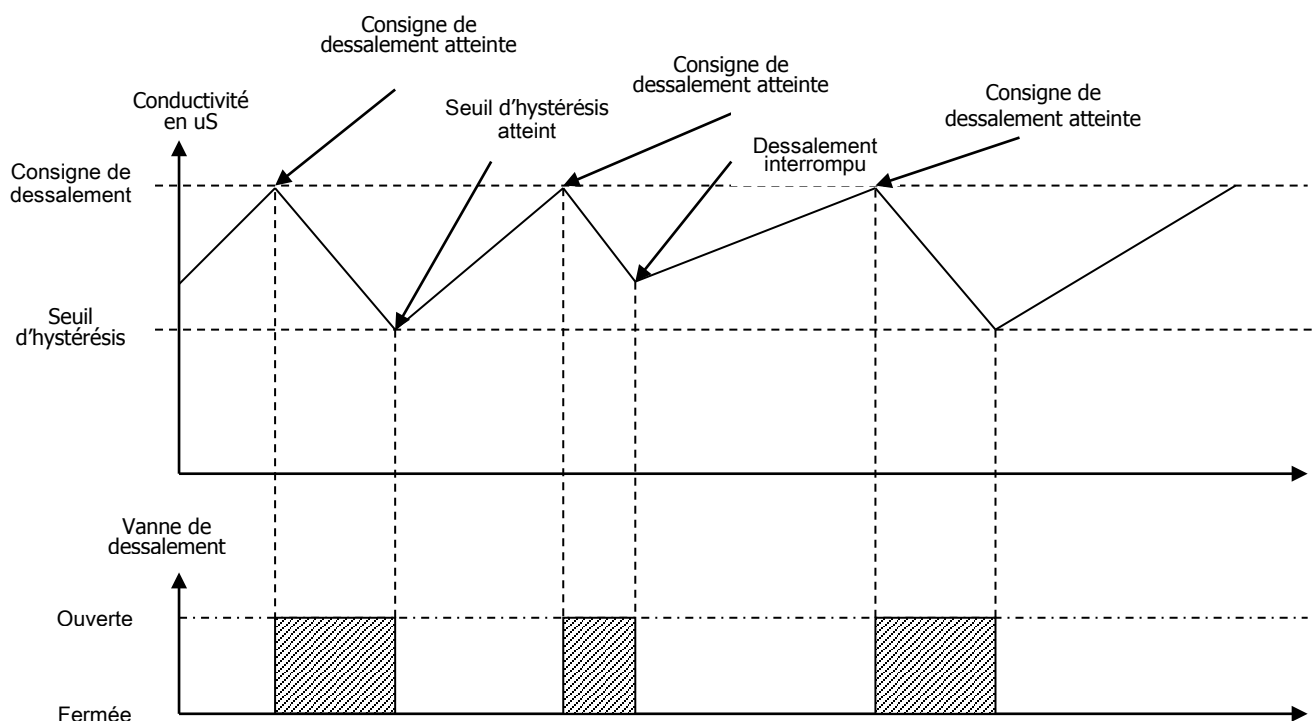 Consigne de
dessalement atteinte
Consigne de
dessalement atteinte
Consigne de
dessalement atteinte
Conductivité
en uS
Seuil d'hystérésis
atteint
Dessalement
interrompu
Consigne de
dessalement
Seuil
d'hystérésis
Vanne de
dessalement
Ouverte
Fermée